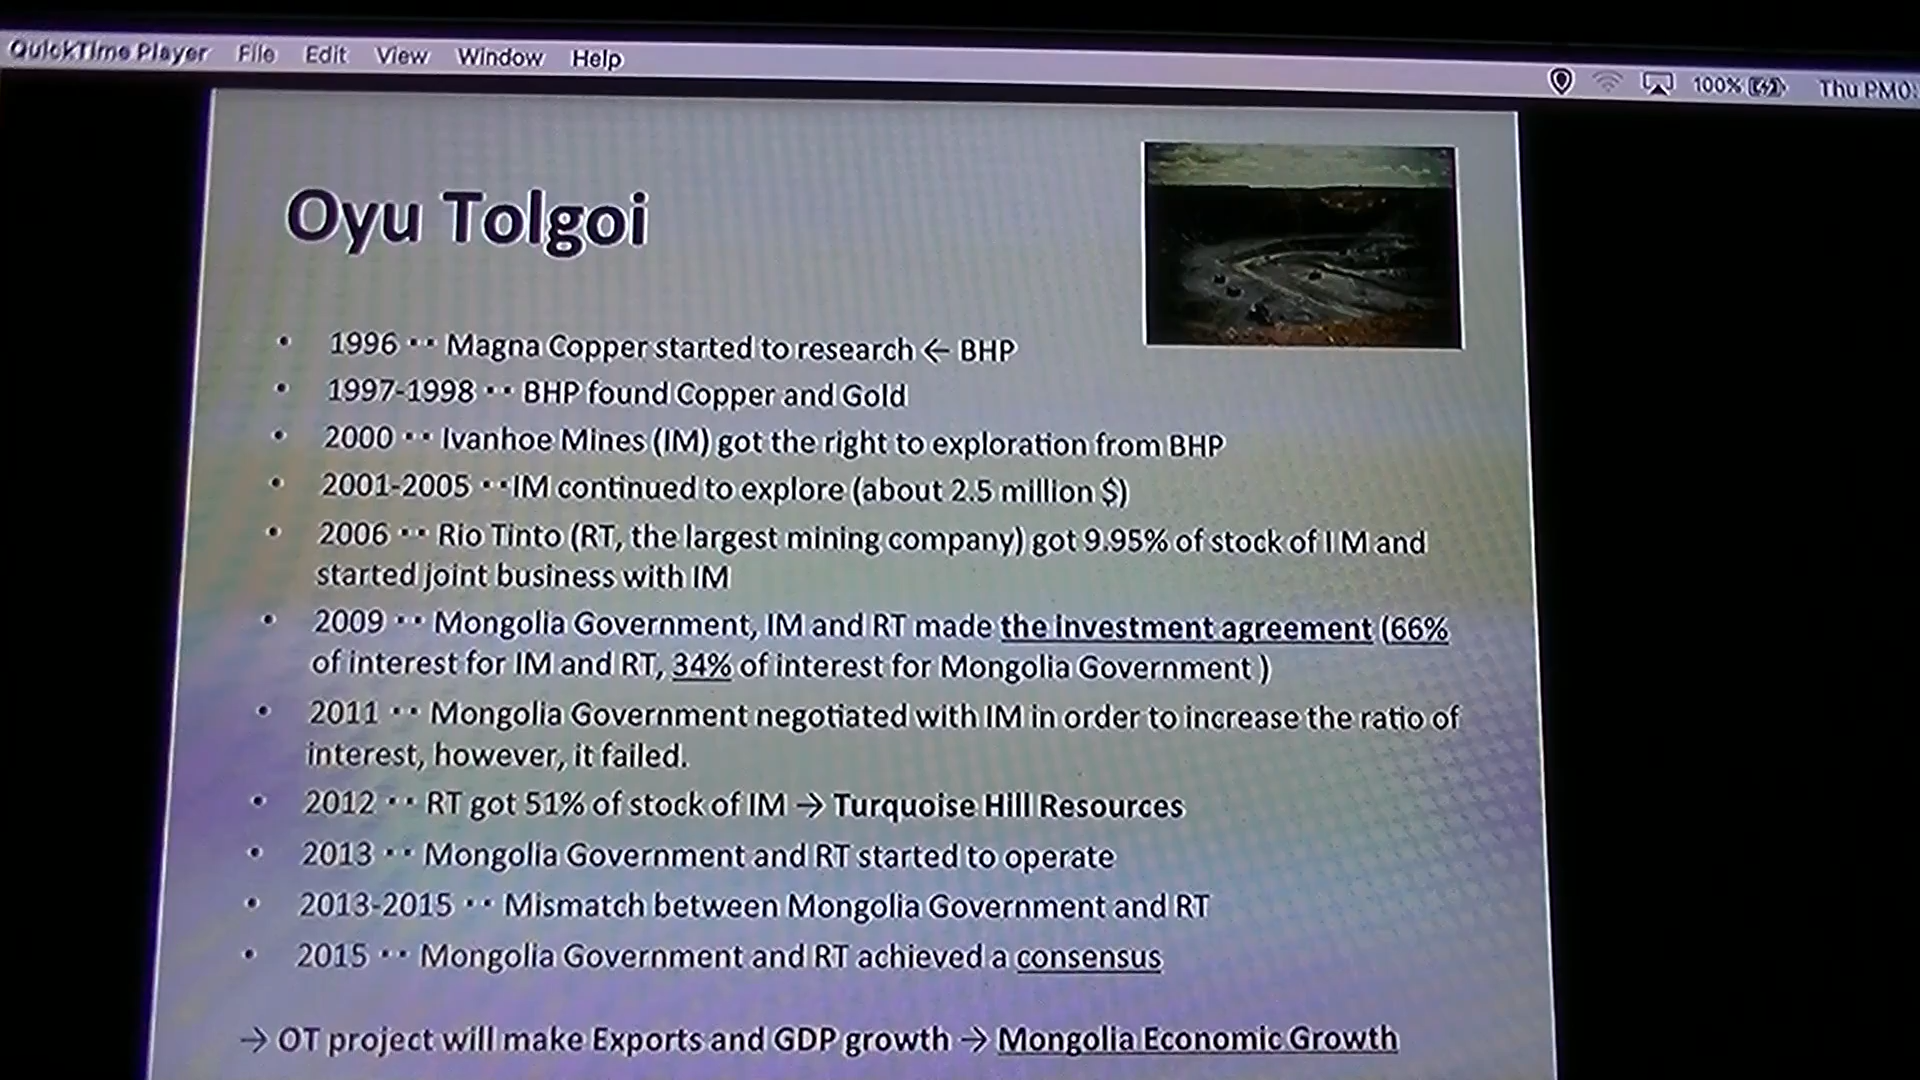 QuickTime Player File Edit View Window Help
100% Thu PM0
Oyu Tolgoi
• 1996 ・・ Magna Copper started to research ← BHP
• 1997-1998 ・・ BHP found Copper and Gold
• 2000 ・・ Ivanhoe Mines (IM) got the right to exploration from BHP
• 2001-2005 ・・IM continued to explore (about 2.5 million $)
• 2006 ・・ Rio Tinto (RT, the largest mining company) got 9.95% of stock of I M and
started joint business with IM
• 2009 ・・ Mongolia Government, IM and RT made the investment agreement (66%
of interest for IM and RT, 34% of interest for Mongolia Government )
• 2011 ・・ Mongolia Government negotiated with IM in order to increase the ratio of
interest, however, it failed.
• 2012 ・・ RT got 51% of stock of IM → Turquoise Hill Resources
• 2013 ・・ Mongolia Government and RT started to operate
• 2013-2015 ・・ Mismatch between Mongolia Government and RT
• 2015 ・・ Mongolia Government and RT achieved a consensus
→ OT project will make Exports and GDP growth → Mongolia Economic Growth